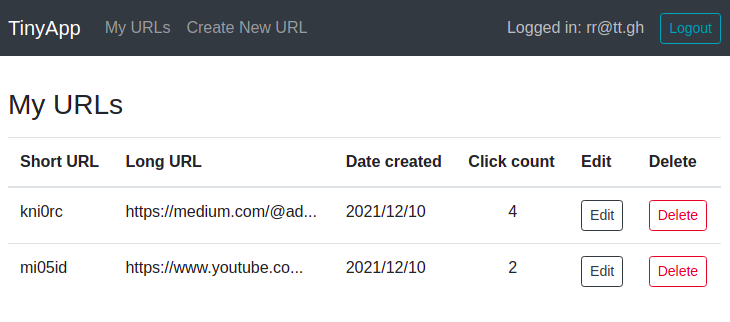 TinyApp My URLs Create New URL Logged in: rr@tt.gh Logout
My URLs
Short URL Long URL Date created Click count Edit Delete
kni0rc https://medium.com/@ad... 2021/12/10 4 Edit Delete
mi05id https://www.youtube.co... 2021/12/10 2 Edit Delete